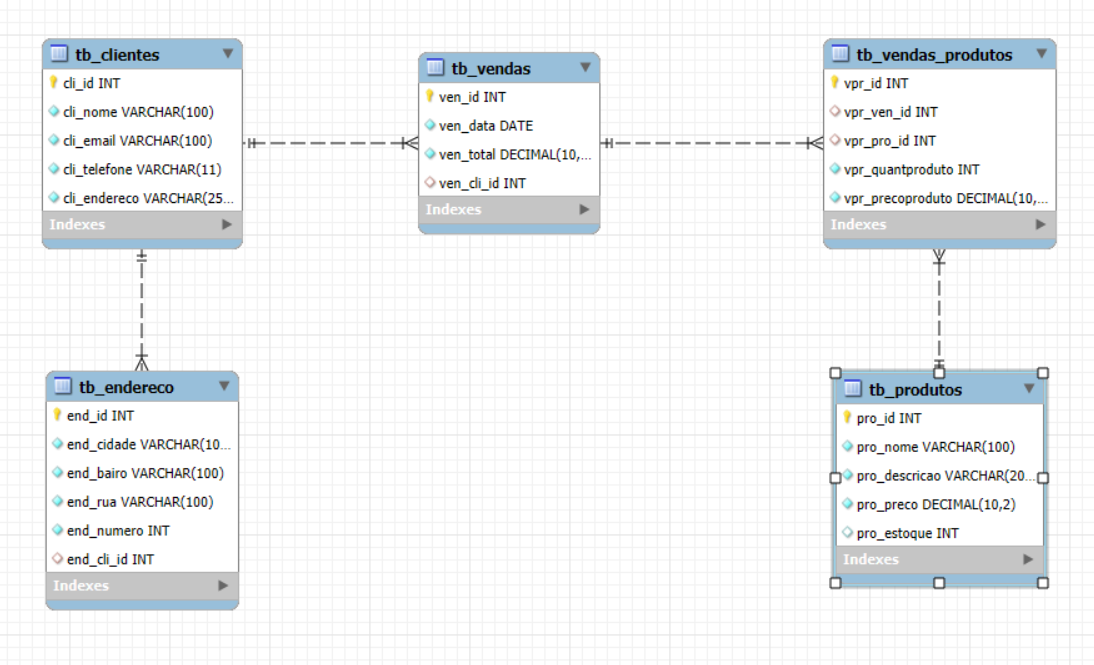 tb_clientes
cli_id INT
cli_nome VARCHAR(100)
cli_email VARCHAR(100)
cli_telefone VARCHAR(11)
cli_endereco VARCHAR(25...
Indexes
tb_vendas
ven_id INT
ven_data DATE
ven_total DECIMAL(10,...
ven_cli_id INT
Indexes
tb_vendas_produtos
vpr_id INT
vpr_ven_id INT
vpr_pro_id INT
vpr_quantproduto INT
vpr_precoproduto DECIMAL(10,...
Indexes
tb_endereco
end_id INT
end_cidade VARCHAR(10...
end_bairo VARCHAR(100)
end_rua VARCHAR(100)
end_numero INT
end_cli_id INT
Indexes
tb_produtos
pro_id INT
pro_nome VARCHAR(100)
pro_descricao VARCHAR(20...
pro_preco DECIMAL(10,2)
pro_estoque INT
Indexes